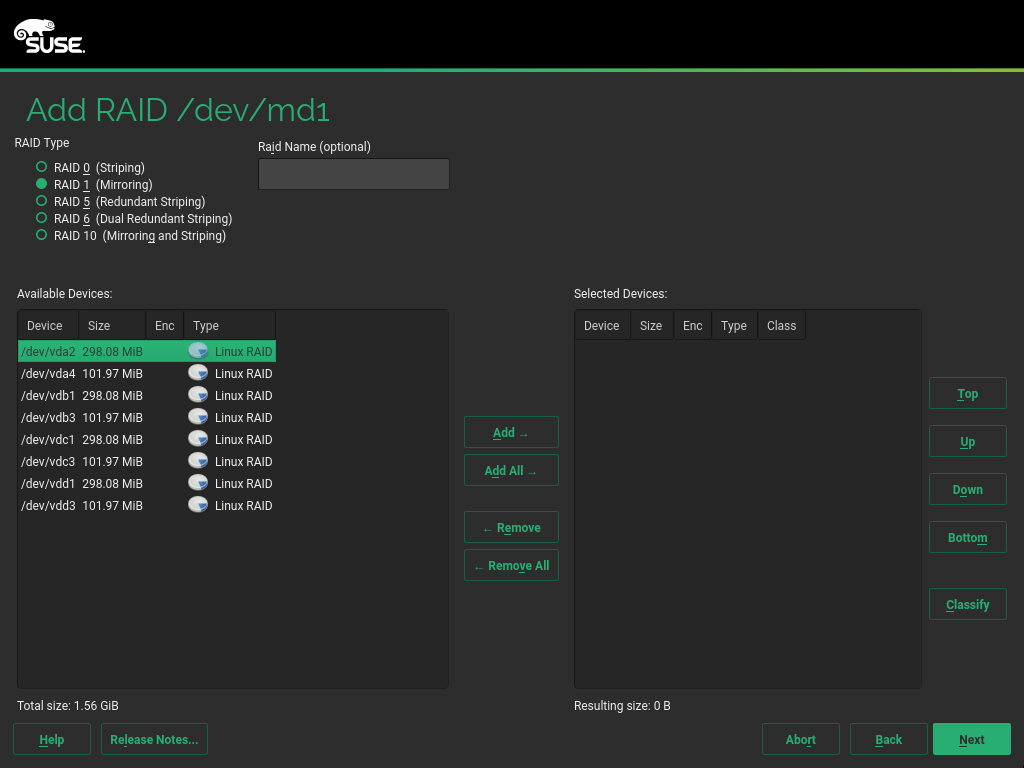 SUSE
Add RAID /dev/md1
RAID Type
RAID 0 (Striping)
RAID 1 (Mirroring)
RAID 5 (Redundant Striping)
RAID 6 (Dual Redundant Striping)
RAID 10 (Mirroring and Striping)
Raid Name (optional)
Available Devices:
Device Size Enc Type
/dev/vda2 298.08 MiB Linux RAID
/dev/vda4 101.97 MiB Linux RAID
/dev/vdb1 298.08 MiB Linux RAID
/dev/vdb3 101.97 MiB Linux RAID
/dev/vdc1 298.08 MiB Linux RAID
/dev/vdc3 101.97 MiB Linux RAID
/dev/vdd1 298.08 MiB Linux RAID
/dev/vdd3 101.97 MiB Linux RAID
Total size: 1.56 GiB
Add →
Add All →
← Remove
← Remove All
Selected Devices:
Device Size Enc Type Class
Resulting size: 0 B
Top
Up
Down
Bottom
Classify
Help Release Notes... Abort Back Next